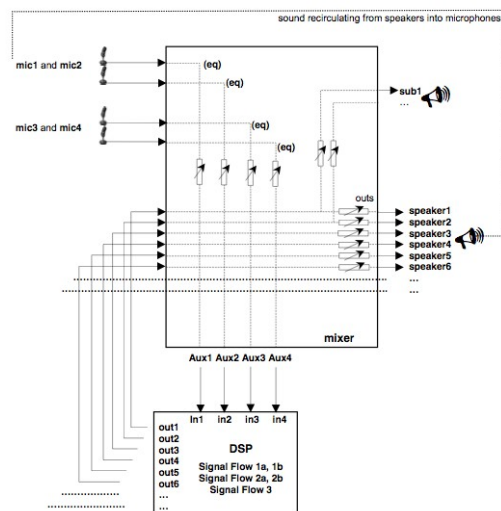 sound recirculating from speakers into microphones
mic1 and mic2
(eq)
(eq)
sub1
...
mic3 and mic4
(eq)
(eq)
outs
speaker1
speaker2
speaker3
speaker4
speaker5
speaker6
...
...
mixer
Aux1 Aux2 Aux3 Aux4
In1 in2 in3 in4
out1
out2
out3
out4
out5
out6
...
...
DSP
Signal Flow 1a, 1b
Signal Flow 2a, 2b
Signal Flow 3